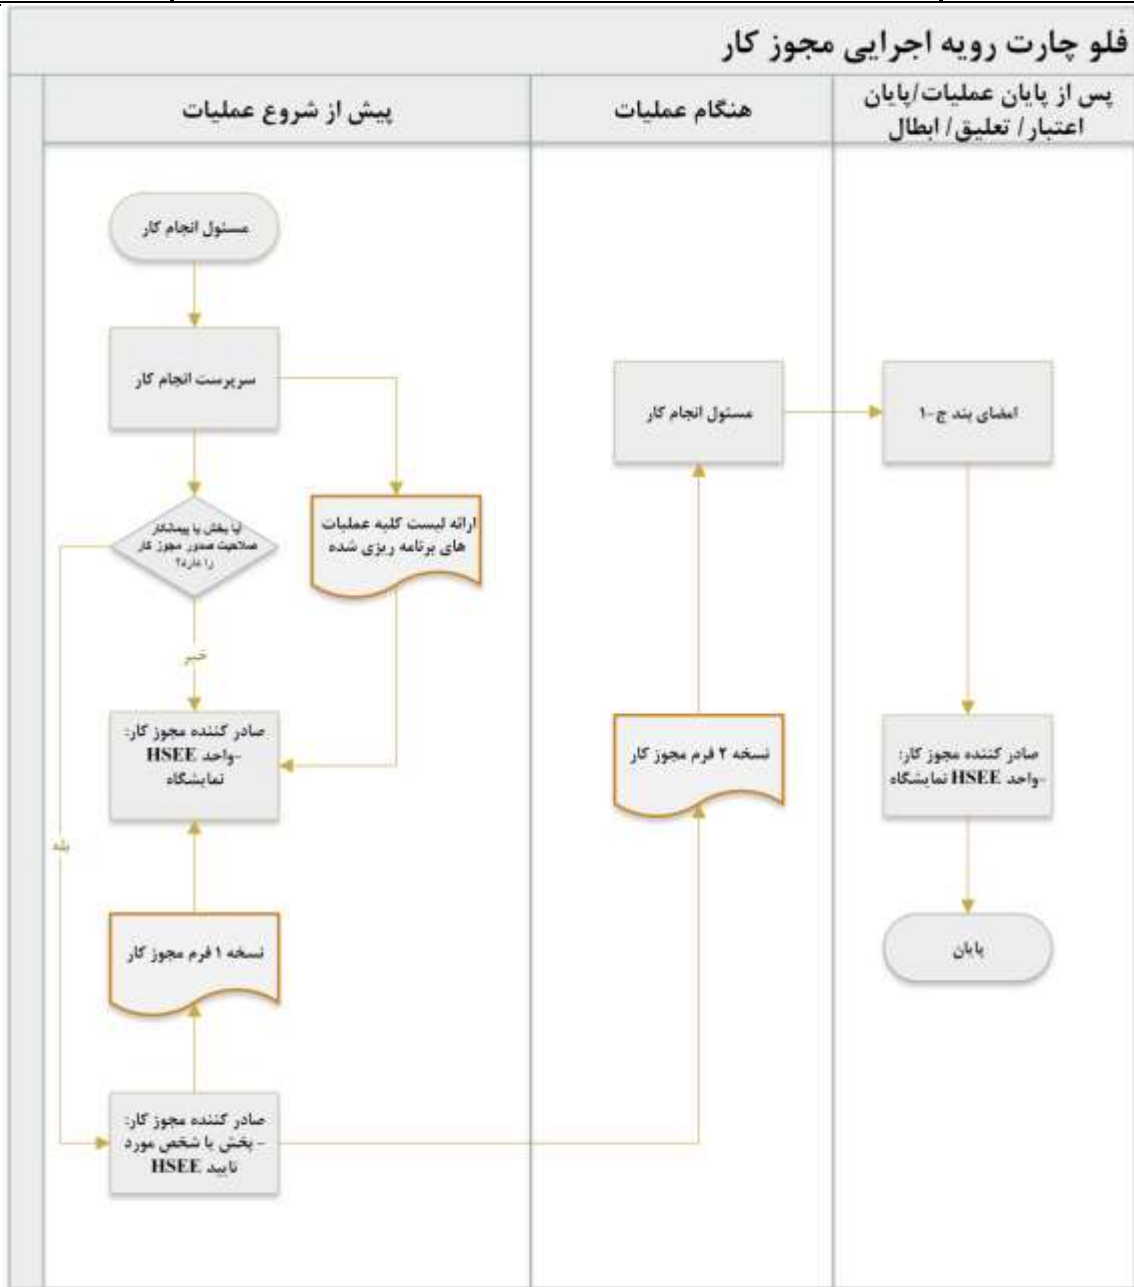 فلو چارت رویه اجرایی مجوز کار
پیش از شروع عملیات
هنگام عملیات
پس از پایان عملیات/پایان
اعتبار/ تعلیق/ ابطال
مسئول انجام کار
سرپرست انجام کار
آیا بخش یا پیمانکار
صلاحیت صدور مجوز کار
را دارد؟
ارائه لیست کلیه عملیات
های برنامه ریزی شده
خیر
بله
صادر کننده مجوز کار:
-واحد HSEE
نمایشگاه
نسخه ۱ فرم مجوز کار
صادر کننده مجوز کار:
- بخش یا شخص مورد
تایید HSEE
مسئول انجام کار
نسخه ۲ فرم مجوز کار
امضای بند ج-۱
صادر کننده مجوز کار:
-واحد HSEE نمایشگاه
پایان